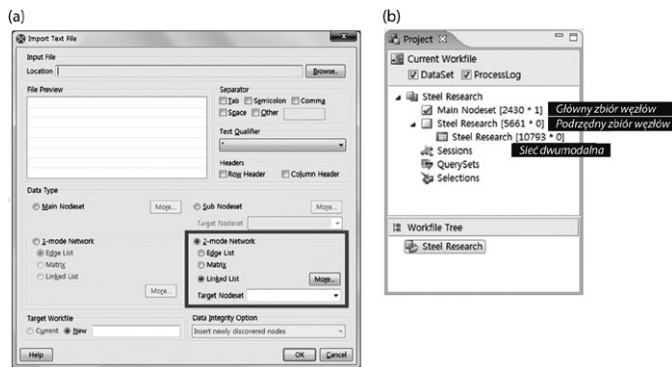 (a)
Import Text File
Input File
Location
Browse...
File Preview
Separator
Tab Semicolon Comma
Space Other
Text Qualifier
Headers
Row Header Column Header
Data Type
Main Nodeset More... Sub Nodeset More...
Target Nodeset
1-mode Network
Edge List
Matrix
Linked List
More...
2-mode Network
Edge List
Matrix
Linked List More...
Target Nodeset
Target Workfile
Current New
Data Integrity Option
Insert newly discovered nodes
Help OK Cancel
(b)
Project
Current Workfile
DataSet ProcessLog
Steel Research
Main Nodeset [2430 * 1] Główny zbiór węzłów
Steel Research [5661 * 0] Podrzędny zbiór węzłów
Steel Research [10793 * 0]
Sessions Sieć dwumodalna
QuerySets
Selections
Workfile Tree
Steel Research